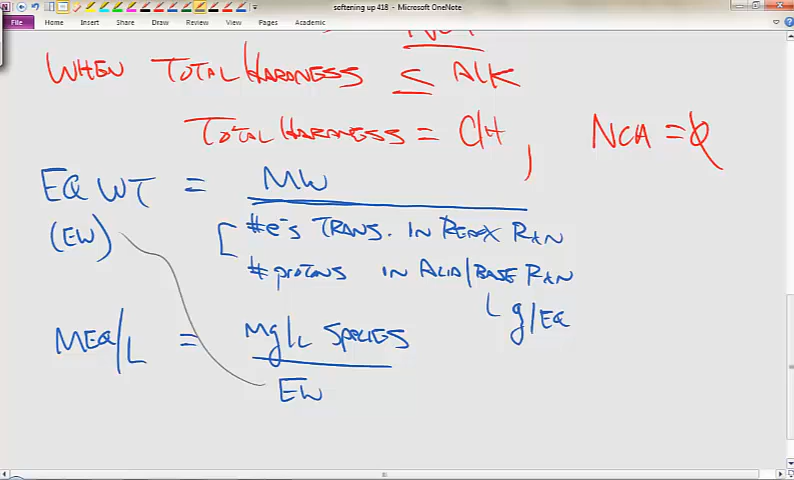 softening up 418 - Microsoft OneNote
File Home Insert Share Draw Review View Pages Academic
WHEN TOTAL HARDNESS ≤ ALK
TOTAL HARDNESS = CH, NCH = Ø
EQ WT = MW
(EW) #e-s TRANS. IN REDOX RXN
# protons IN ACID/BASE RXN
g/EQ
MEQ/L = Mg/L SPECIES
EW